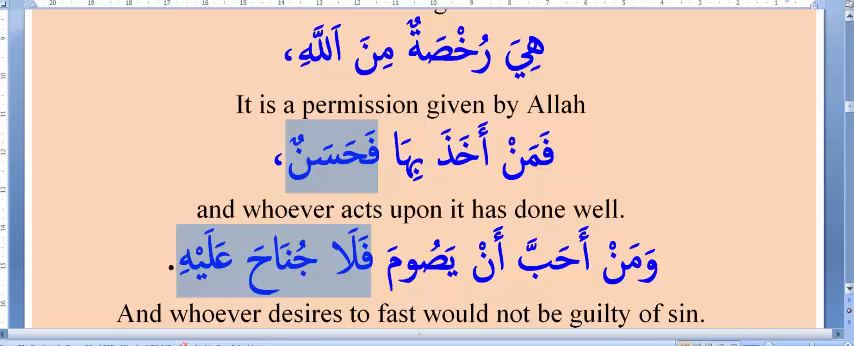 هِيَ رُخْصَةٌ مِنَ اَللَّهِ،
It is a permission given by Allah
فَمَنْ أَخَذَ بِهَا فَحَسَنٌ،
and whoever acts upon it has done well.
وَمَنْ أَحَبَّ أَنْ يَصُومَ فَلَا جُنَاحَ عَلَيْهِ.
And whoever desires to fast would not be guilty of sin.